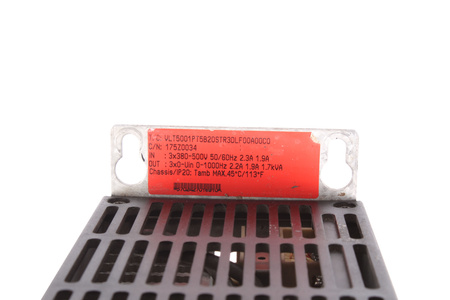 T/C: VLT5001PT5B20STR3DLF00A00C0
C/N: 175Z0034
IN : 3x380-500V 50/60Hz 2.3A 1.9A
OUT : 3x0-Uin 0-1000Hz 2.2A 1.9A 1.7kVA
Chassis/IP20: Tamb MAX.45°C/113°F